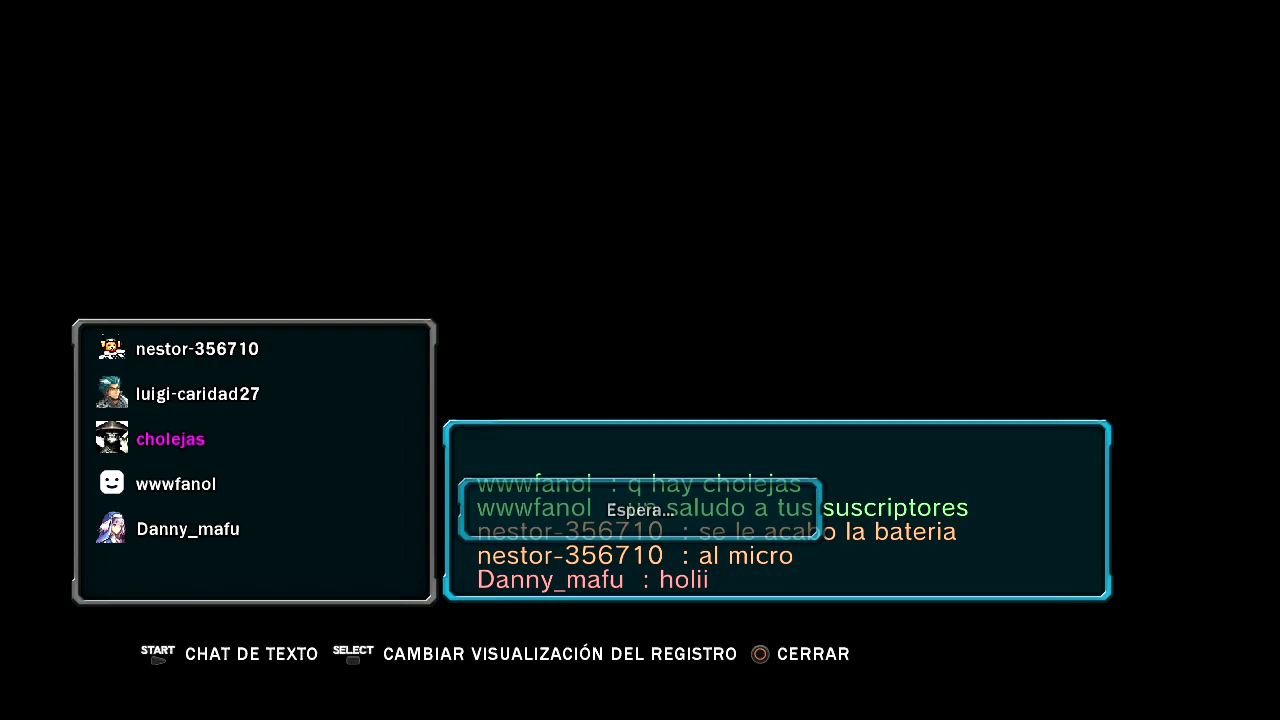 nestor-356710
luigi-caridad27
cholejas
wwwfanol
Danny_mafu
wwwfanol : q hay cholejas
wwwfanol : un saludo a tus suscriptores
Espera...
nestor-356710 : se le acabo la bateria
nestor-356710 : al micro
Danny_mafu : holii
START CHAT DE TEXTO SELECT CAMBIAR VISUALIZACIÓN DEL REGISTRO CERRAR